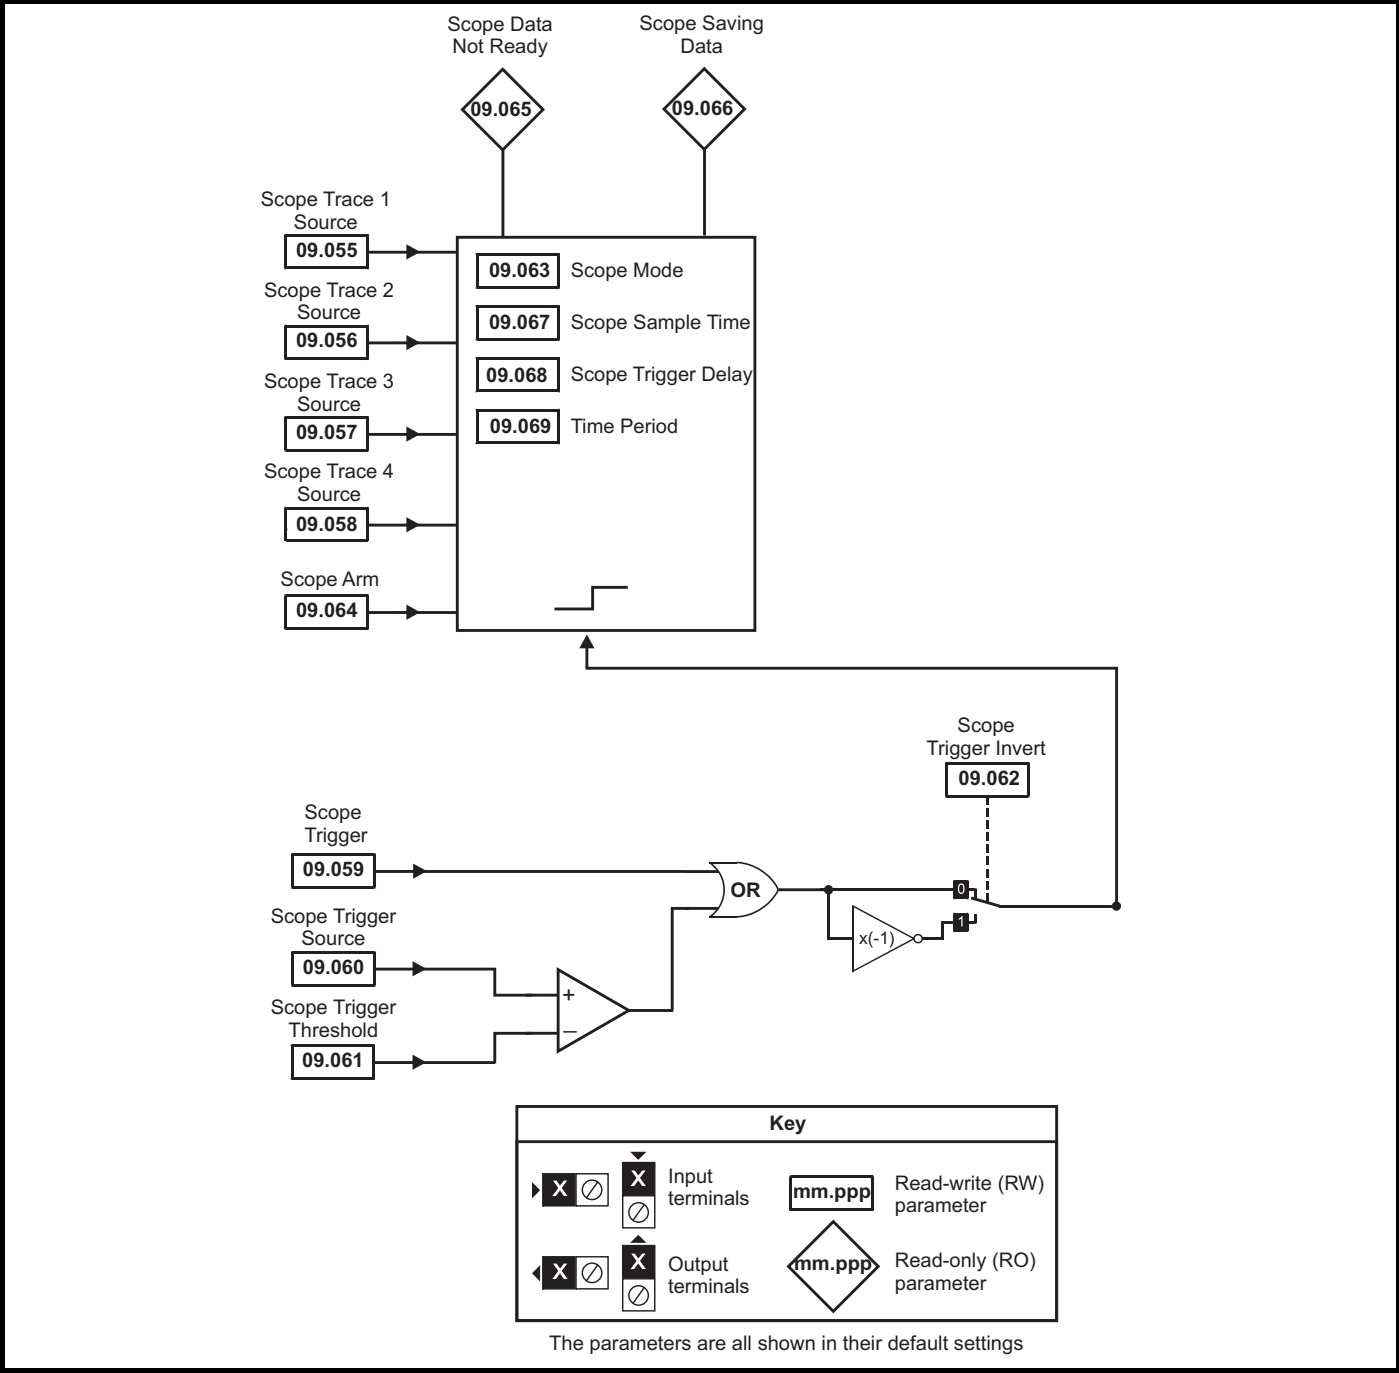 Scope Data
Not Ready
09.065
Scope Saving
Data
09.066
Scope Trace 1
Source
09.055
Scope Trace 2
Source
09.056
Scope Trace 3
Source
09.057
Scope Trace 4
Source
09.058
Scope Arm
09.064
09.063 Scope Mode
09.067 Scope Sample Time
09.068 Scope Trigger Delay
09.069 Time Period
Scope
Trigger Invert
09.062
Scope
Trigger
09.059
Scope Trigger
Source
09.060
Scope Trigger
Threshold
09.061
+
–
OR
x(-1)
0
1
Key
X
X
Input
terminals
mm.ppp
Read-write (RW)
parameter
X
X
Output
terminals
mm.ppp
Read-only (RO)
parameter
The parameters are all shown in their default settings